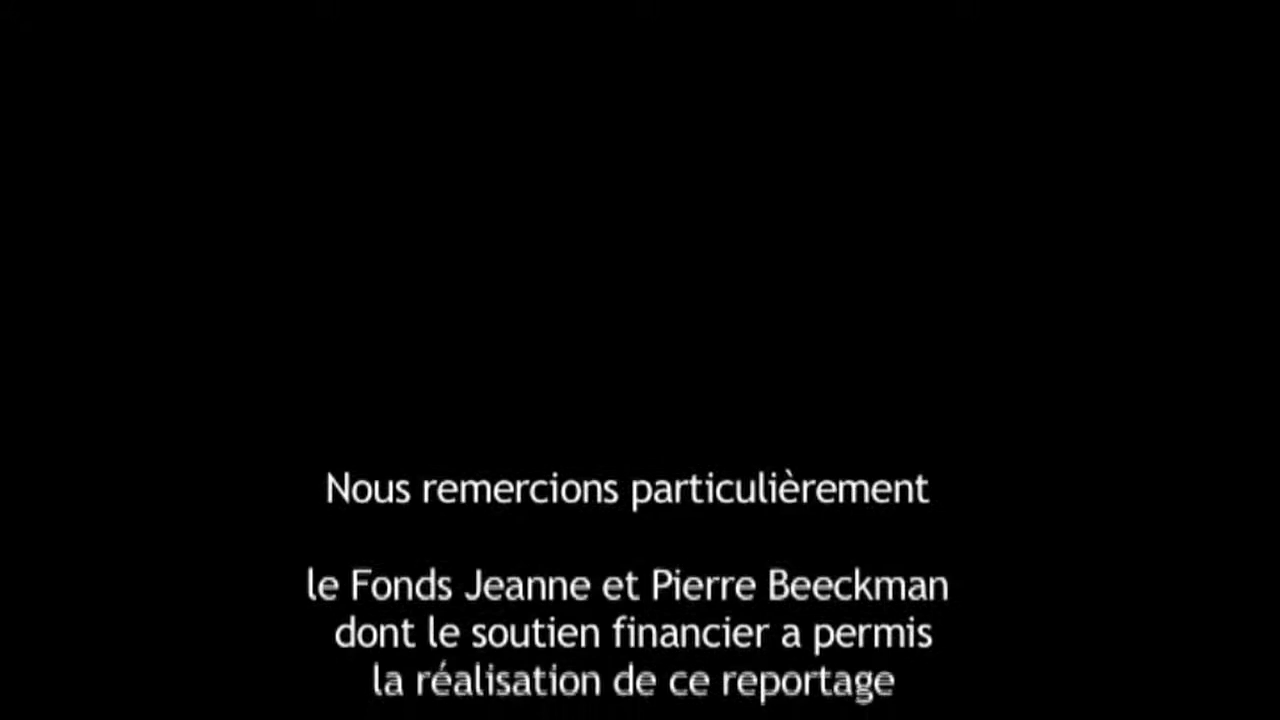 Nous remercions particulièrement
le Fonds Jeanne et Pierre Beeckman
dont le soutien financier a permis
la réalisation de ce reportage